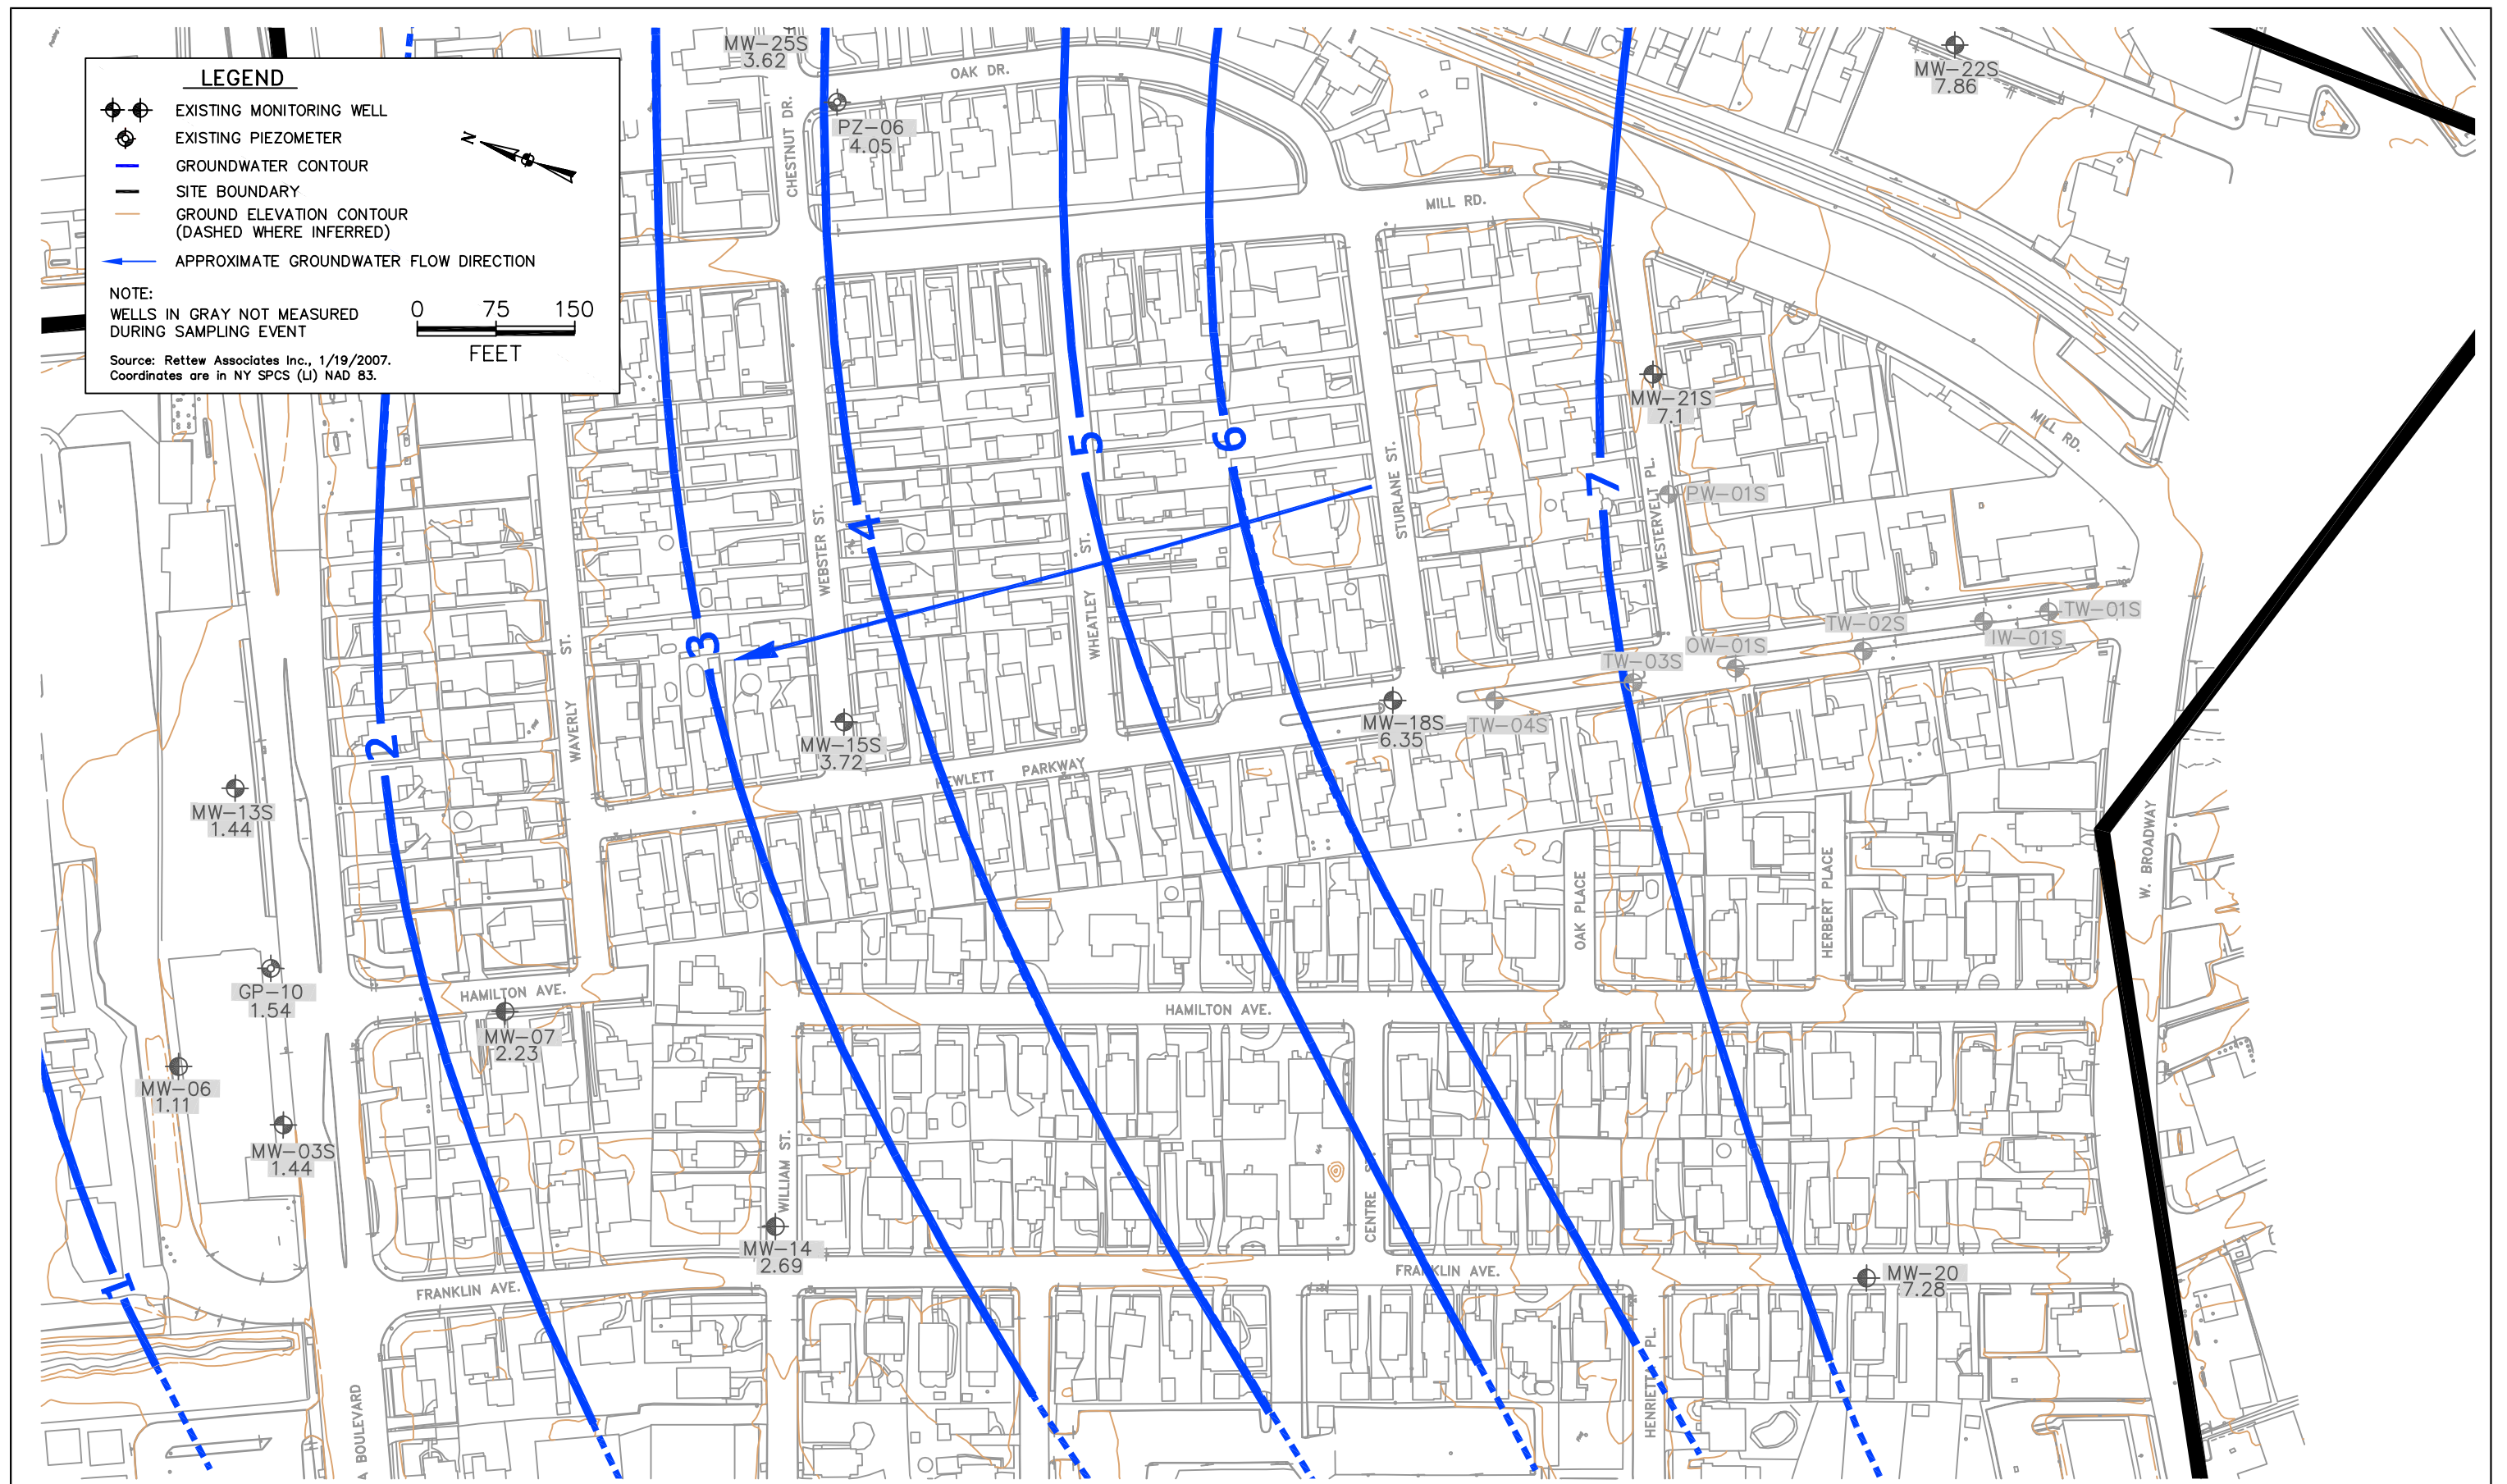 MW-25S
3.62
OAK DR.
MW-22S
7.86
LEGEND
EXISTING MONITORING WELL
EXISTING PIEZOMETER
GROUNDWATER CONTOUR
SITE BOUNDARY
GROUND ELEVATION CONTOUR
(DASHED WHERE INFERRED)
APPROXIMATE GROUNDWATER FLOW DIRECTION
N
NOTE:
WELLS IN GRAY NOT MEASURED
DURING SAMPLING EVENT
0 75 150
FEET
Source: Rettew Associates Inc., 1/19/2007.
Coordinates are in NY SPCS (LI) NAD 83.
CHESTNUT DR.
PZ-06
4.05
MILL RD.
MW-21S
7.1
MILL RD.
5
6
7
4
3
2
1
STURLANE ST.
WESTERVELT PL.
PW-01S
WEBSTER ST.
WHEATLEY ST.
WAVERLY ST.
TW-01S
IW-01S
TW-02S
OW-01S
TW-03S
TW-04S
MW-18S
6.35
MW-15S
3.72
HEWLETT PARKWAY
MW-13S
1.44
W. BROADWAY
OAK PLACE
HERBERT PLACE
GP-10
1.54
HAMILTON AVE.
HAMILTON AVE.
MW-07
2.23
MW-06
1.11
MW-03S
1.44
WILLIAM ST.
CENTRE ST.
MW-14
2.69
FRANKLIN AVE.
FRANKLIN AVE.
MW-20
7.28
HENRIETTA PL.
A BOULEVARD